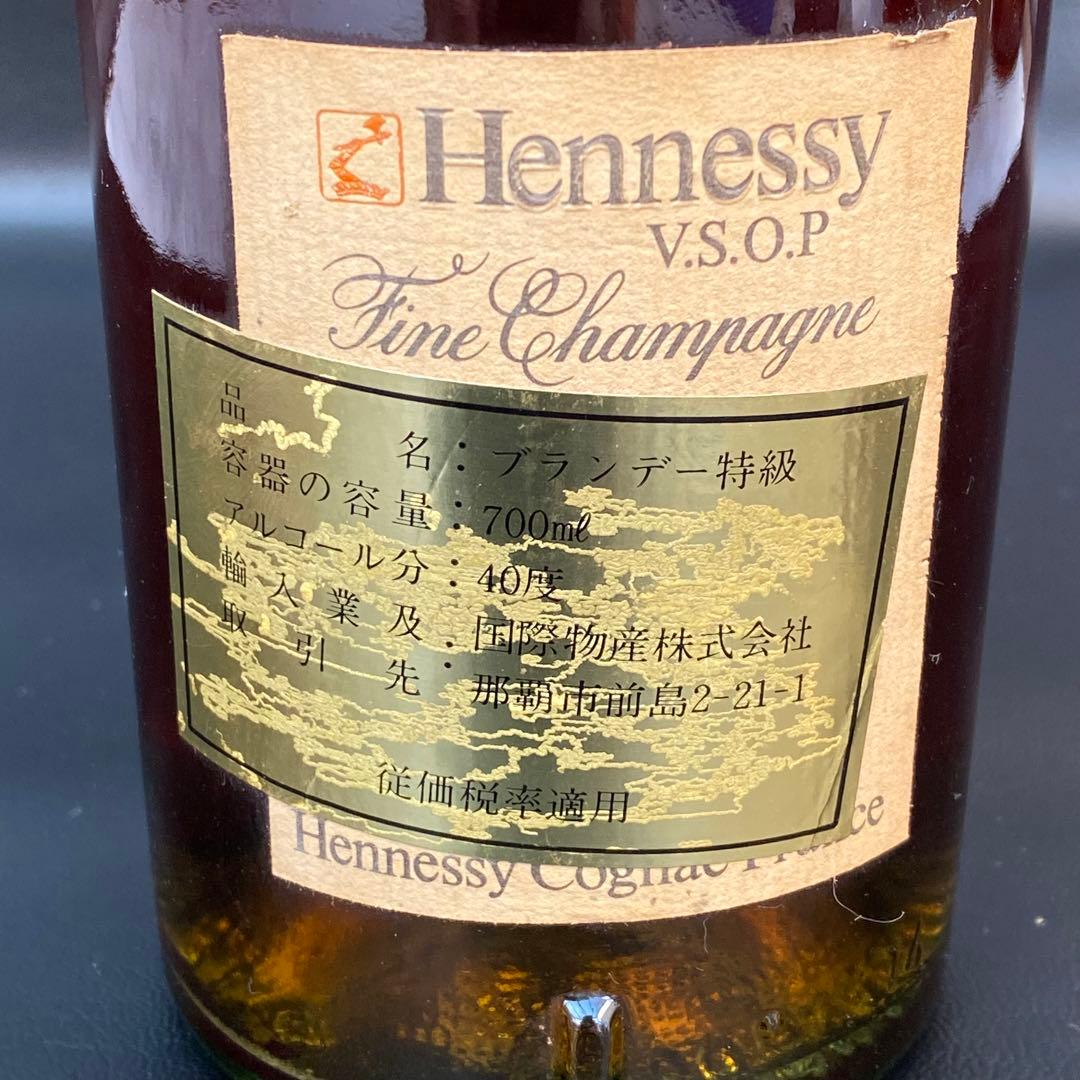 Hennessy
V.S.O.P
Fine Champagne
品名：ブランデー特級
容器の容量：700ml
アルコール分：40度
輸入業及取引先：国際物産株式会社
那覇市前島2-21-1
従価税率適用
Hennessy Cognac France